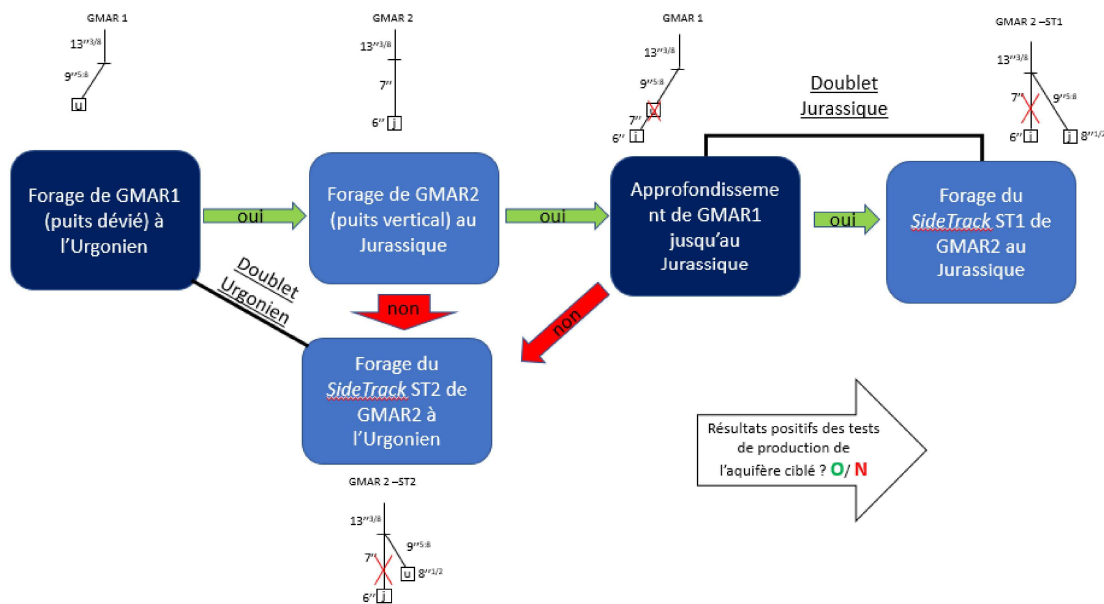 GMAR 1
13’’3/8
9’’5:8
u
GMAR 2
13’’3/8
7’’
6’’
j
GMAR 1
13’’3/8
9’’5:8
u
7’’
6’’
j
GMAR 2 –ST1
13’’3/8
7’’
9’’5:8
6’’
j
j
8’’1/2
Doublet
Jurassique
Forage de GMAR1
(puits dévié) à
l’Urgonien
oui
Forage de GMAR2
(puits vertical) au
Jurassique
oui
Approfondisseme
nt de GMAR1
jusqu’au
Jurassique
oui
Forage du
SideTrack ST1 de
GMAR2 au
Jurassique
Doublet
Urgonien
non
non
Forage du
SideTrack ST2 de
GMAR2 à
l’Urgonien
Résultats positifs des tests
de production de
l’aquifère ciblé ? O/ N
GMAR 2 –ST2
13’’3/8
9’’5:8
7’’
u
8’’1/2
6’’
j